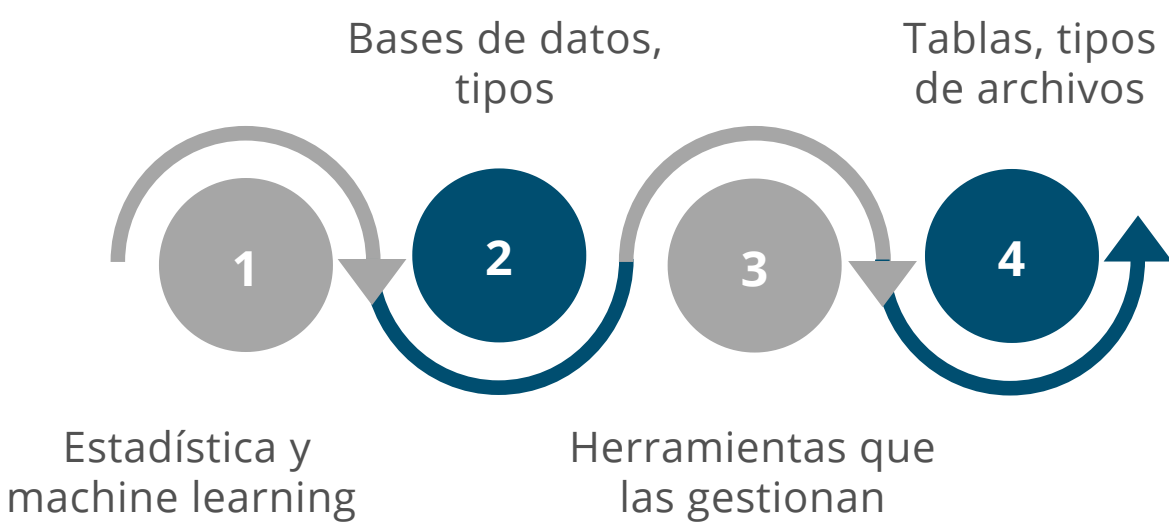 Bases de datos,
tipos
Tablas, tipos
de archivos
1
2
3
4
Estadística y
machine learning
Herramientas que
las gestionan